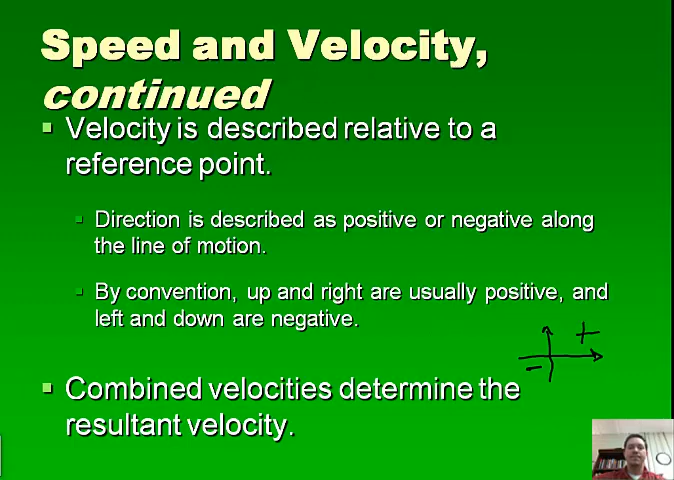 Speed and Velocity,
continued
Velocity is described relative to a
reference point.
Direction is described as positive or negative along
the line of motion.
By convention, up and right are usually positive, and
left and down are negative.
+
-
Combined velocities determine the
resultant velocity.